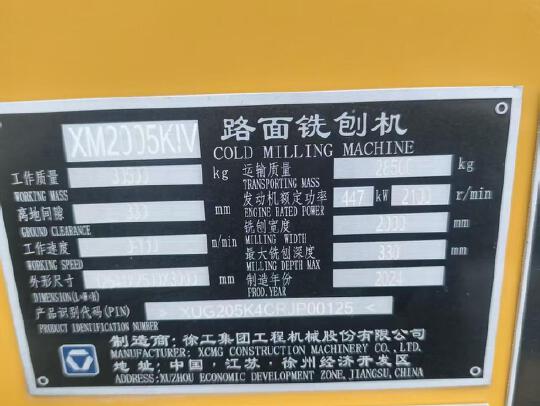 XM2005KⅣ
路面铣刨机
COLD MILLING MACHINE
工作质量 kg
WORKING MASS
离地间隙 330 mm
GROUND CLEARANCE
工作速度 m/min
WORKING SPEED
外形尺寸 mm
DIMENSION(L×W×H)
运输质量 28500 kg
TRANSPORTING MASS
发动机额定功率 447 kW 2100 r/min
ENGINE RATED POWER
铣刨宽度 2000 mm
MILLING WIDTH
最大铣刨深度 330 mm
MILLING DEPTH MAX
制造年份 2024
PROD.YEAR
产品识别代码(PIN)
PRODUCT IDENTIFICATION NUMBER
制造商: 徐工集团工程机械股份有限公司
MANUFACTURER: XCMG CONSTRUCTION MACHINERY CO., LTD.
地址: 中国, 江苏, 徐州经济开发区
ADDRESS: XUZHOU ECONOMIC DEVELOPMENT ZONE, JIANGSU, CHINA